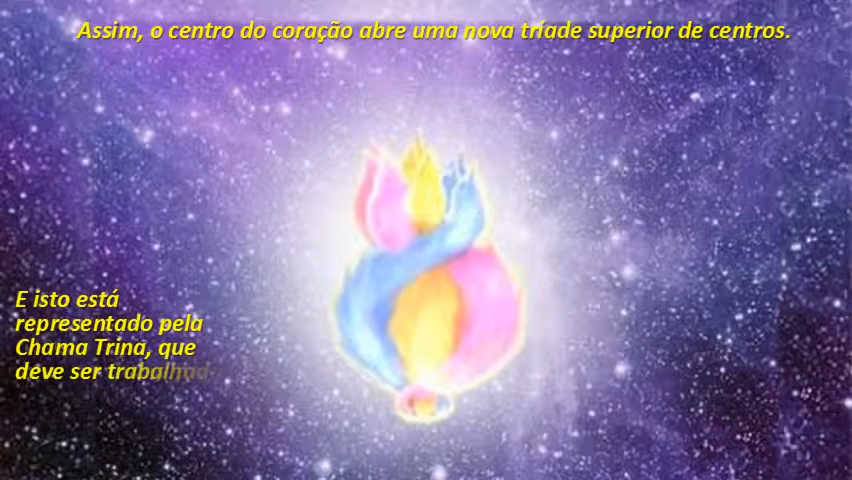 Assim, o centro do coração abre uma nova tríade superior de centros.
E isto está
representado pela
Chama Trina, que
deve ser trabalhad